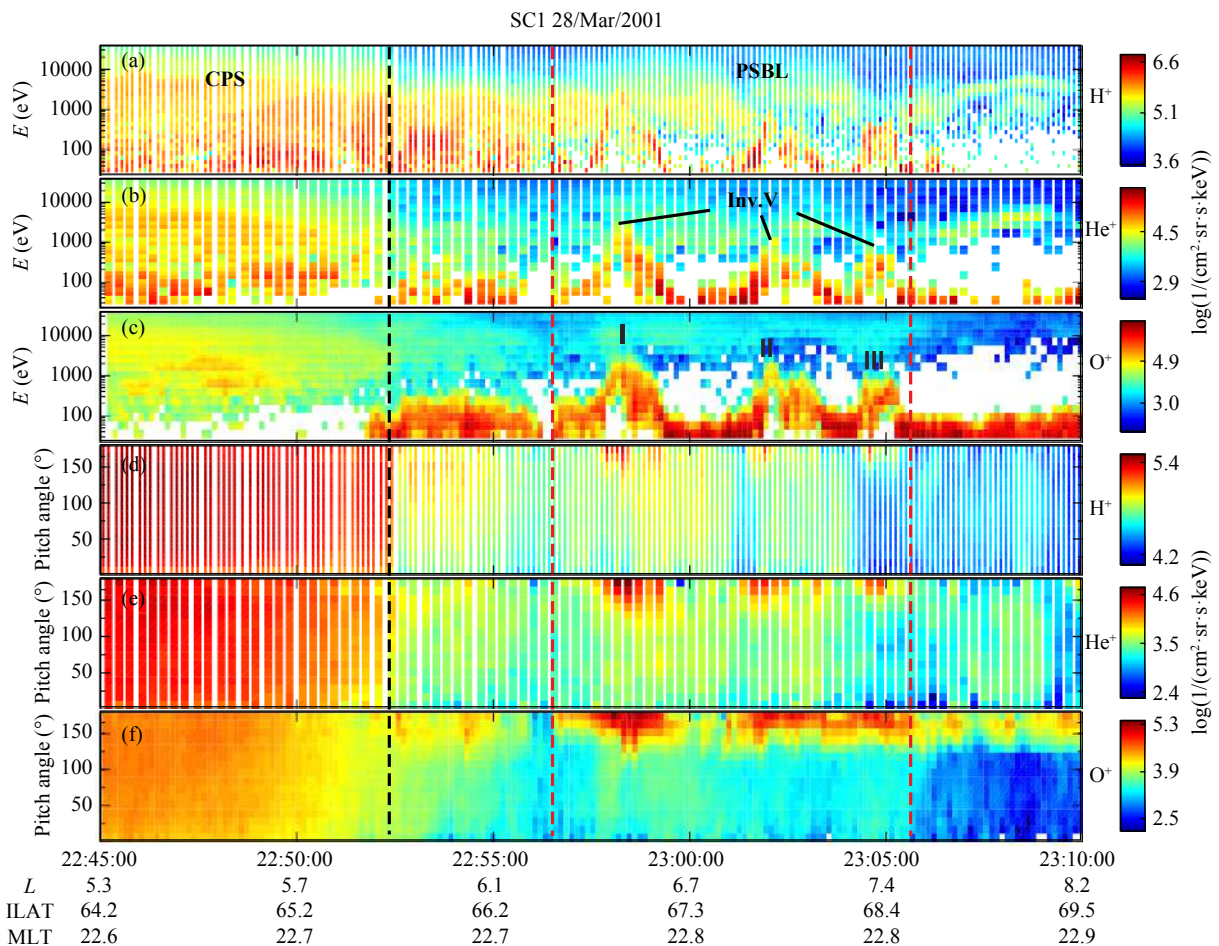 SC1 28/Mar/2001
(a)
CPS
PSBL
E (eV)
10000
1000
100
H⁺
6.6
5.1
3.6
(b)
Inv.V
E (eV)
10000
1000
100
He⁺
4.5
2.9
log(1/(cm²·sr·s·keV))
(c)
I
II
III
E (eV)
10000
1000
100
O⁺
4.9
3.0
(d)
Pitch angle (°)
150
100
50
H⁺
5.4
4.2
(e)
Pitch angle (°)
150
100
50
He⁺
4.6
3.5
2.4
log(1/(cm²·sr·s·keV))
(f)
Pitch angle (°)
150
100
50
O⁺
5.3
3.9
2.5
22:45:00 22:50:00 22:55:00 23:00:00 23:05:00 23:10:00
L 5.3 5.7 6.1 6.7 7.4 8.2
ILAT 64.2 65.2 66.2 67.3 68.4 69.5
MLT 22.6 22.7 22.7 22.8 22.8 22.9